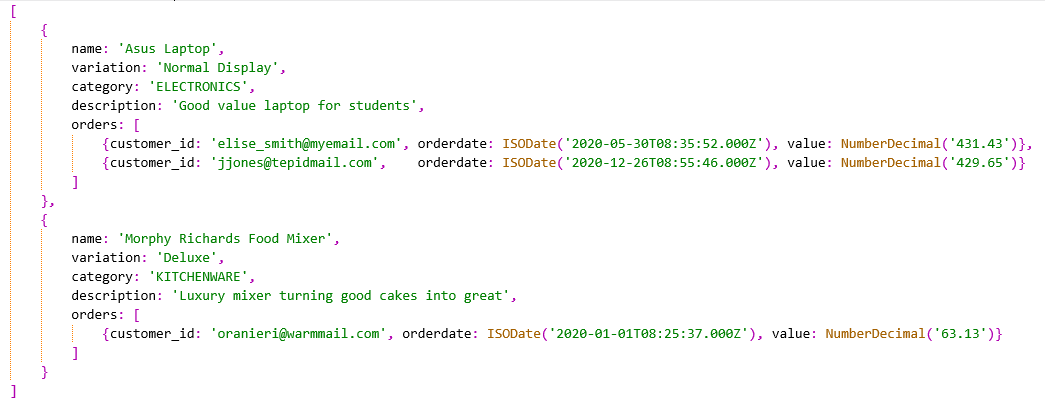 [
    {
        name: 'Asus Laptop',
        variation: 'Normal Display',
        category: 'ELECTRONICS',
        description: 'Good value laptop for students',
        orders: [
            {customer_id: 'elise_smith@myemail.com', orderdate: ISODate('2020-05-30T08:35:52.000Z'), value: NumberDecimal('431.43')},
            {customer_id: 'jjones@tepidmail.com',    orderdate: ISODate('2020-12-26T08:55:46.000Z'), value: NumberDecimal('429.65')}
        ]
    },
    {
        name: 'Morphy Richards Food Mixer',
        variation: 'Deluxe',
        category: 'KITCHENWARE',
        description: 'Luxury mixer turning good cakes into great',
        orders: [
            {customer_id: 'oranieri@warmmail.com', orderdate: ISODate('2020-01-01T08:25:37.000Z'), value: NumberDecimal('63.13')}
        ]
    }
]